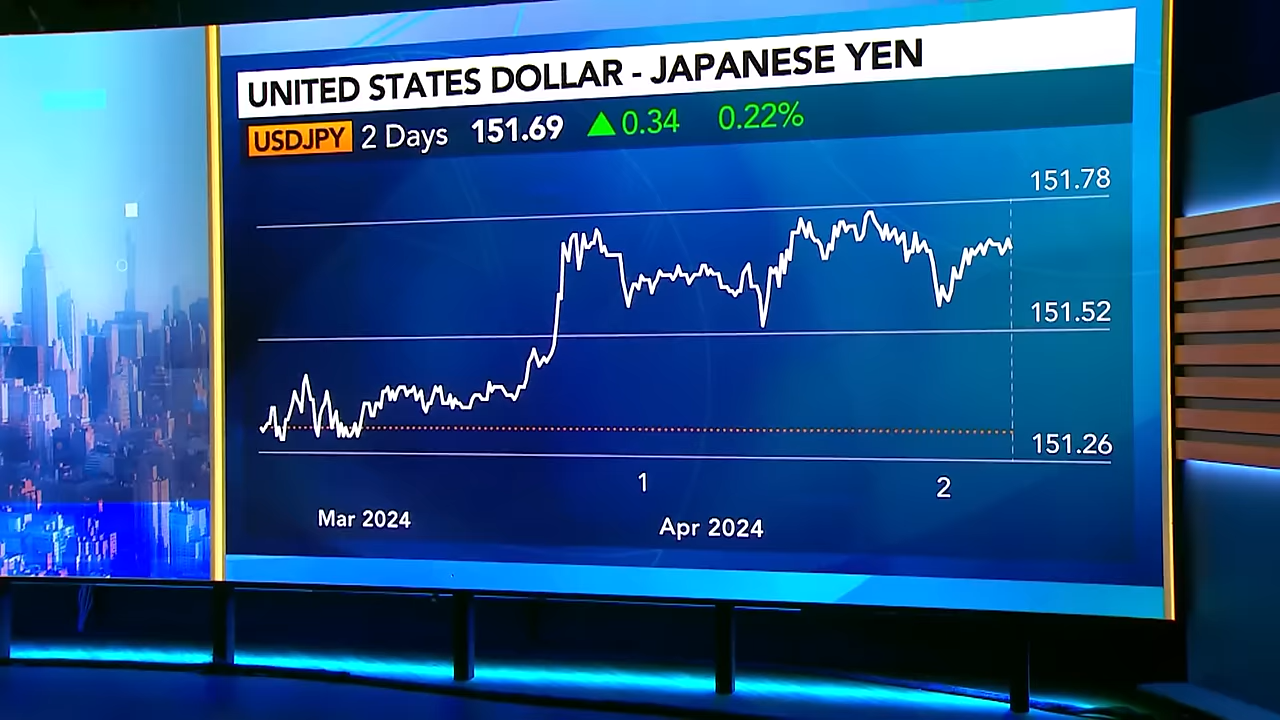 UNITED STATES DOLLAR - JAPANESE YEN
USDJPY 2 Days 151.69 ▲ 0.34 0.22%
151.78
151.52
151.26
1 2
Mar 2024 Apr 2024